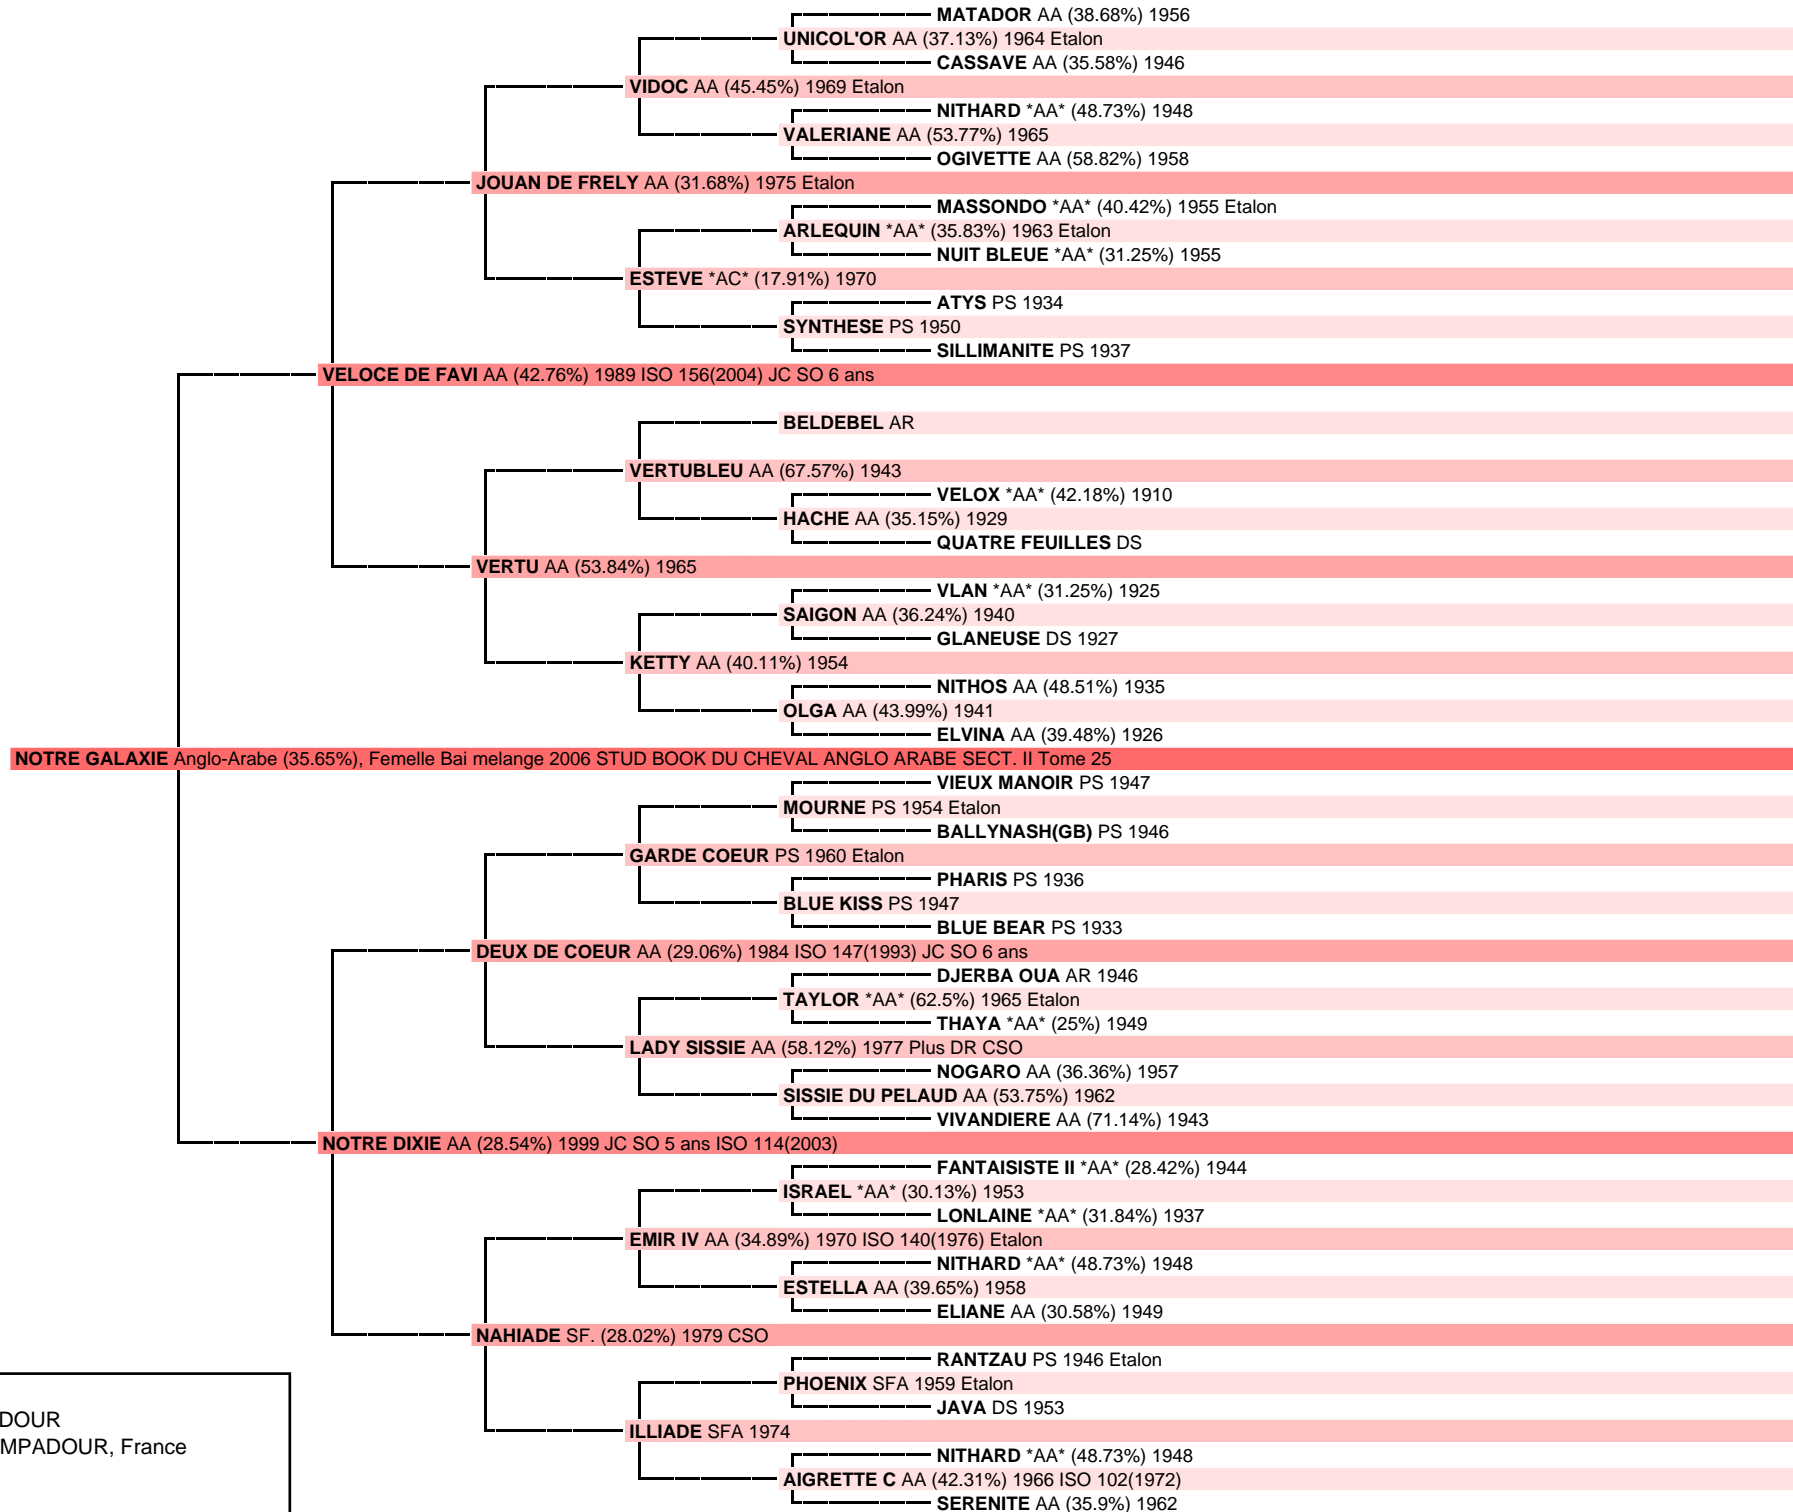 MATADOR AA (38.68%) 1956
UNICOL'OR AA (37.13%) 1964 Etalon
CASSAVE AA (35.58%) 1946
VIDOC AA (45.45%) 1969 Etalon
NITHARD *AA* (48.73%) 1948
VALERIANE AA (53.77%) 1965
OGIVETTE AA (58.82%) 1958
JOUAN DE FRELY AA (31.68%) 1975 Etalon
MASSONDO *AA* (40.42%) 1955 Etalon
ARLEQUIN *AA* (35.83%) 1963 Etalon
NUIT BLEUE *AA* (31.25%) 1955
ESTEVE *AC* (17.91%) 1970
ATYS PS 1934
SYNTHESE PS 1950
SILLIMANITE PS 1937
VELOCE DE FAVI AA (42.76%) 1989 ISO 156(2004) JC SO 6 ans
BELDEBEL AR
VERTUBLEU AA (67.57%) 1943
VELOX *AA* (42.18%) 1910
HACHE AA (35.15%) 1929
QUATRE FEUILLES DS
VERTU AA (53.84%) 1965
VLAN *AA* (31.25%) 1925
SAIGON AA (36.24%) 1940
GLANEUSE DS 1927
KETTY AA (40.11%) 1954
NITHOS AA (48.51%) 1935
OLGA AA (43.99%) 1941
ELVINA AA (39.48%) 1926
NOTRE GALAXIE Anglo-Arabe (35.65%), Femelle Bai melange 2006 STUD BOOK DU CHEVAL ANGLO ARABE SECT. II Tome 25
VIEUX MANOIR PS 1947
MOURNE PS 1954 Etalon
BALLYNASH(GB) PS 1946
GARDE COEUR PS 1960 Etalon
PHARIS PS 1936
BLUE KISS PS 1947
BLUE BEAR PS 1933
DEUX DE COEUR AA (29.06%) 1984 ISO 147(1993) JC SO 6 ans
DJERBA OUA AR 1946
TAYLOR *AA* (62.5%) 1965 Etalon
THAYA *AA* (25%) 1949
LADY SISSIE AA (58.12%) 1977 Plus DR CSO
NOGARO AA (36.36%) 1957
SISSIE DU PELAUD AA (53.75%) 1962
VIVANDIERE AA (71.14%) 1943
NOTRE DIXIE AA (28.54%) 1999 JC SO 5 ans ISO 114(2003)
FANTAISISTE II *AA* (28.42%) 1944
ISRAEL *AA* (30.13%) 1953
LONLAINE *AA* (31.84%) 1937
EMIR IV AA (34.89%) 1970 ISO 140(1976) Etalon
NITHARD *AA* (48.73%) 1948
ESTELLA AA (39.65%) 1958
ELIANE AA (30.58%) 1949
NAHIADE SF. (28.02%) 1979 CSO
RANTZAU PS 1946 Etalon
PHOENIX SFA 1959 Etalon
JAVA DS 1953
ILLIADE SFA 1974
NITHARD *AA* (48.73%) 1948
AIGRETTE C AA (42.31%) 1966 ISO 102(1972)
SERENITE AA (35.9%) 1962
DOUR
MPADOUR, France